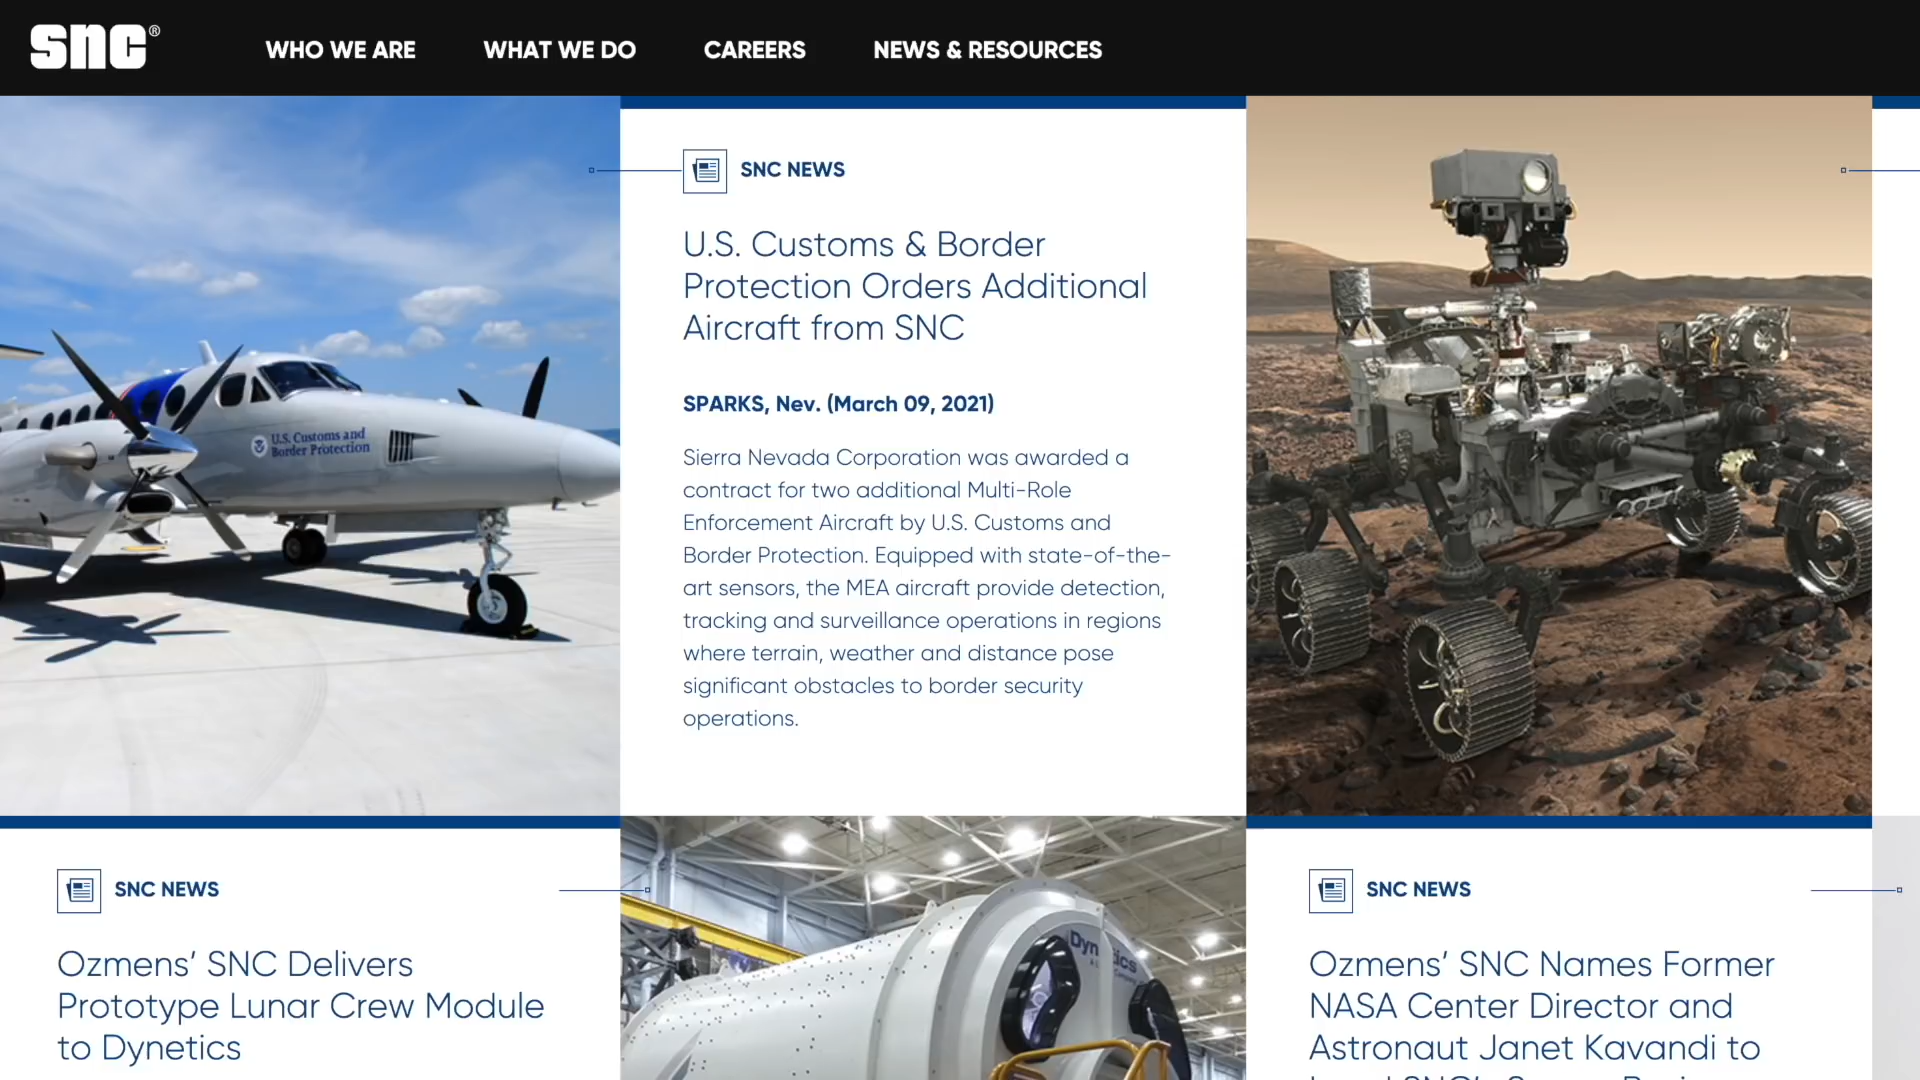 snc®
WHO WE ARE
WHAT WE DO
CAREERS
NEWS & RESOURCES
SNC NEWS
U.S. Customs & Border
Protection Orders Additional
Aircraft from SNC
SPARKS, Nev. (March 09, 2021)
Sierra Nevada Corporation was awarded a
contract for two additional Multi-Role
Enforcement Aircraft by U.S. Customs and
Border Protection. Equipped with state-of-the-
art sensors, the MEA aircraft provide detection,
tracking and surveillance operations in regions
where terrain, weather and distance pose
significant obstacles to border security
operations.
U.S. Customs and
Border Protection
SNC NEWS
Ozmens’ SNC Delivers
Prototype Lunar Crew Module
to Dynetics
SNC NEWS
Ozmens’ SNC Names Former
NASA Center Director and
Astronaut Janet Kavandi to